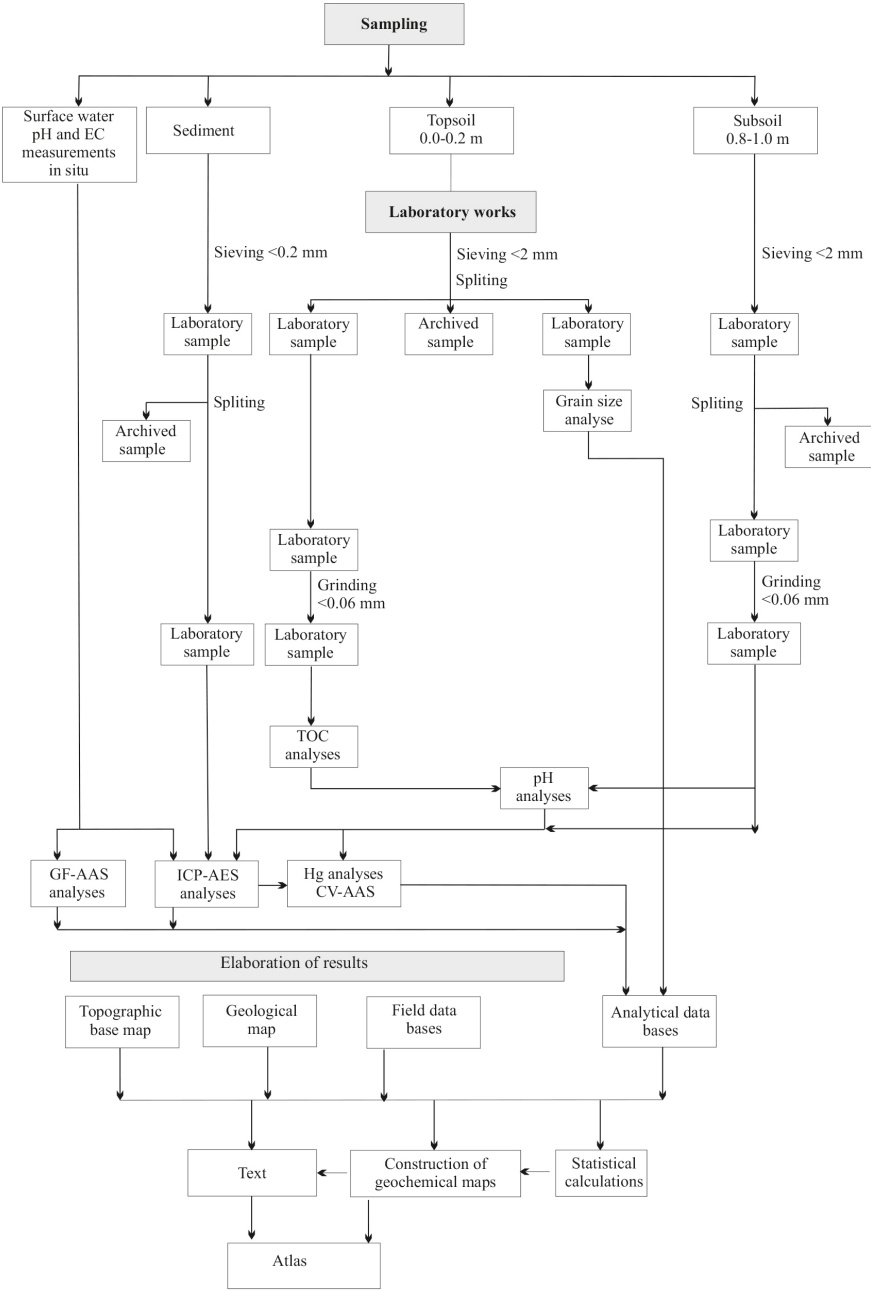 Sampling
Surface water
pH and EC
measurements
in situ
Sediment
Topsoil
0.0-0.2 m
Subsoil
0.8-1.0 m
Laboratory works
Sieving <0.2 mm
Sieving <2 mm
Spliting
Sieving <2 mm
Laboratory
sample
Laboratory
sample
Archived
sample
Laboratory
sample
Laboratory
sample
Spliting
Archived
sample
Grain size
analyse
Spliting
Archived
sample
Laboratory
sample
Grinding
<0.06 mm
Laboratory
sample
Grinding
<0.06 mm
Laboratory
sample
Laboratory
sample
Laboratory
sample
TOC
analyses
pH
analyses
GF-AAS
analyses
ICP-AES
analyses
Hg analyses
CV-AAS
Elaboration of results
Topographic
base map
Geological
map
Field data
bases
Analytical data
bases
Text
Construction of
geochemical maps
Statistical
calculations
Atlas